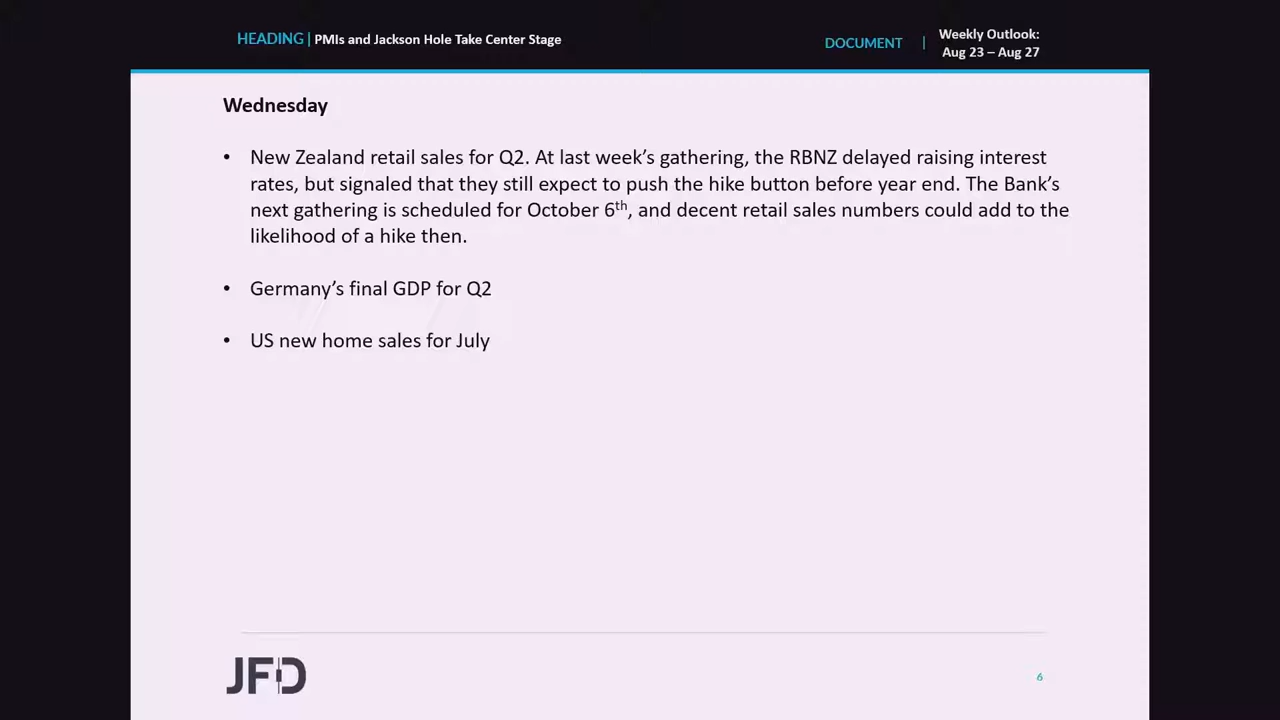 HEADING | PMIs and Jackson Hole Take Center Stage
DOCUMENT | Weekly Outlook:
Aug 23 – Aug 27
Wednesday
• New Zealand retail sales for Q2. At last week’s gathering, the RBNZ delayed raising interest
rates, but signaled that they still expect to push the hike button before year end. The Bank’s
next gathering is scheduled for October 6th, and decent retail sales numbers could add to the
likelihood of a hike then.
• Germany’s final GDP for Q2
• US new home sales for July
JFD
6